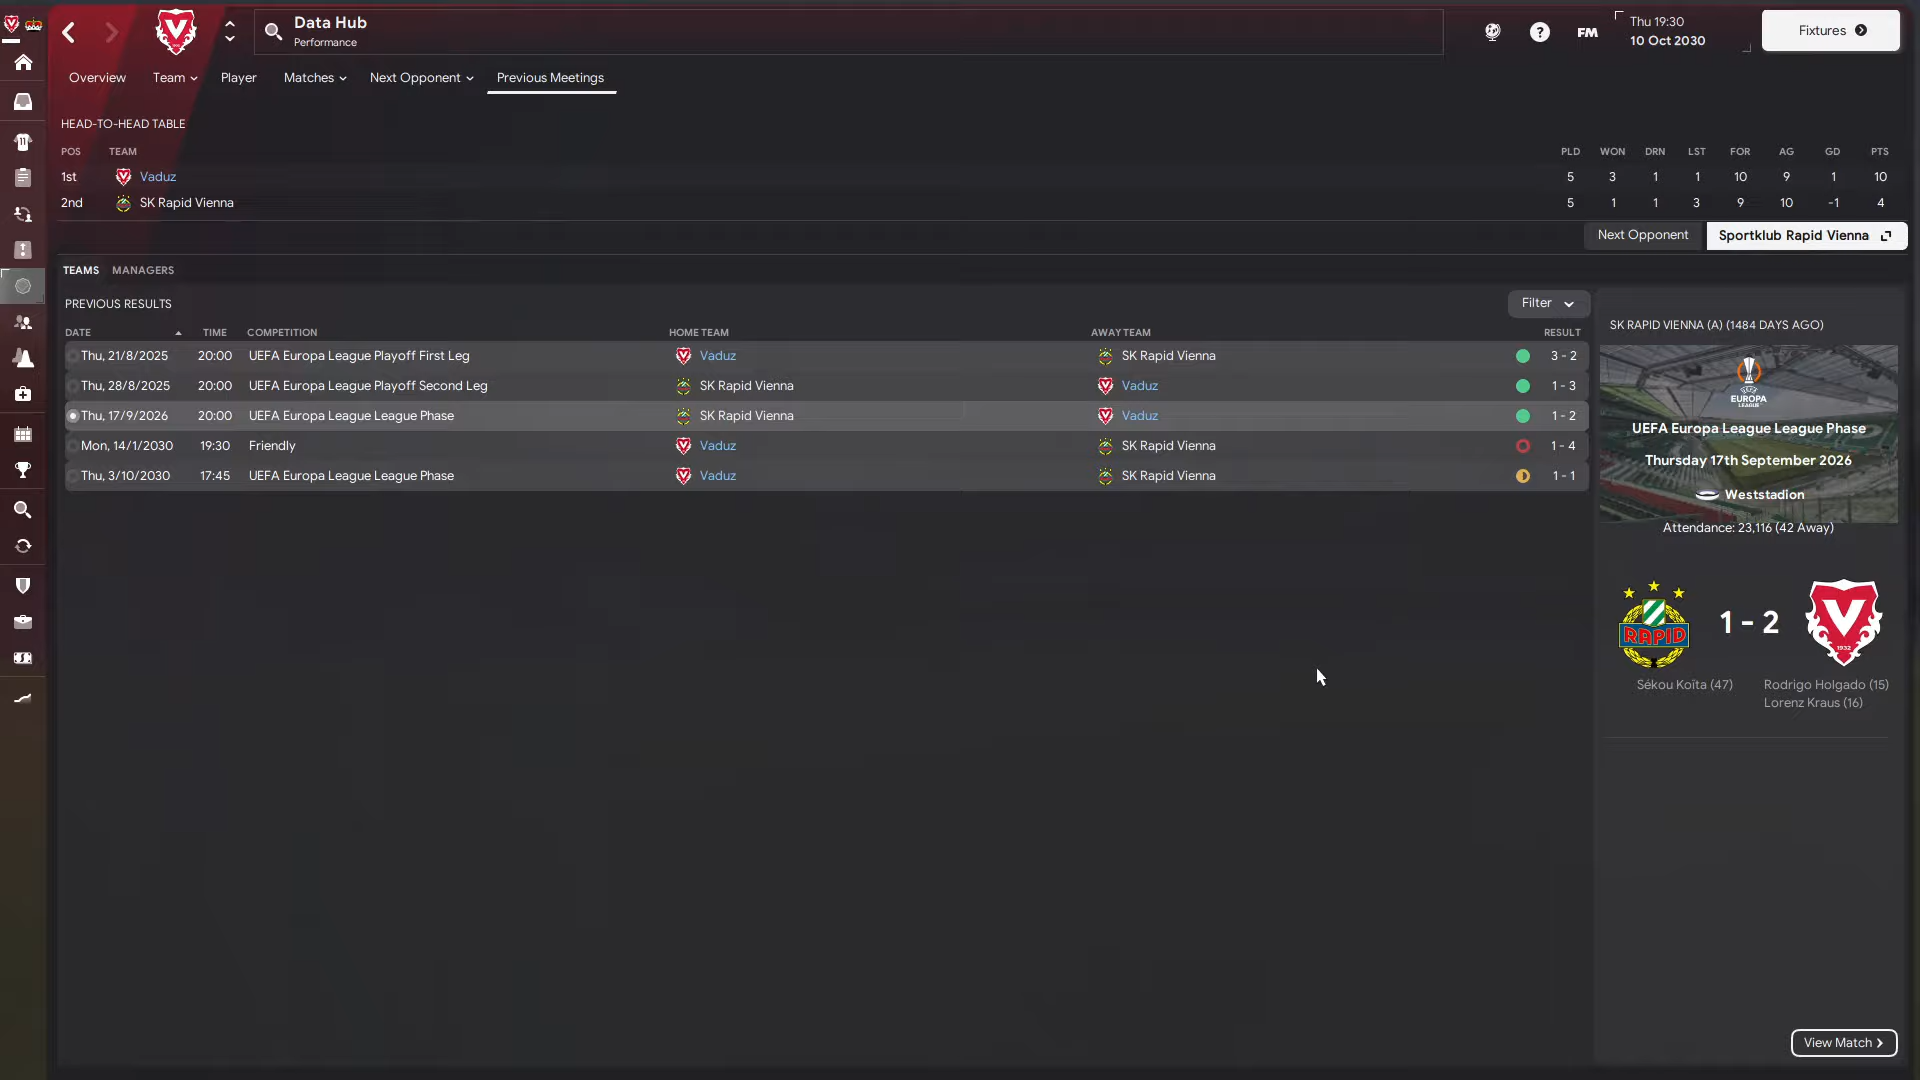 Data Hub
Performance
FM
Thu 19:30
10 Oct 2030
Fixtures
Overview
Team
Player
Matches
Next Opponent
Previous Meetings
HEAD-TO-HEAD TABLE
POS TEAM PLD WON DRN LST FOR AG GD PTS
1st Vaduz 5 3 1 1 10 9 1 10
2nd SK Rapid Vienna 5 1 1 3 9 10 -1 4
Next Opponent
Sportklub Rapid Vienna
TEAMS MANAGERS
PREVIOUS RESULTS
Filter
DATE TIME COMPETITION HOME TEAM AWAY TEAM RESULT
Thu, 21/8/2025 20:00 UEFA Europa League Playoff First Leg Vaduz SK Rapid Vienna 3 - 2
Thu, 28/8/2025 20:00 UEFA Europa League Playoff Second Leg SK Rapid Vienna Vaduz 1 - 3
Thu, 17/9/2026 20:00 UEFA Europa League League Phase SK Rapid Vienna Vaduz 1 - 2
Mon, 14/1/2030 19:30 Friendly Vaduz SK Rapid Vienna 1 - 4
Thu, 3/10/2030 17:45 UEFA Europa League League Phase Vaduz SK Rapid Vienna 1 - 1
SK RAPID VIENNA (A) (1484 DAYS AGO)
EUROPA
LEAGUE
UEFA Europa League League Phase
Thursday 17th September 2026
Weststadion
Attendance: 23,116 (42 Away)
RAPID
1 - 2
V
1932
Sékou Koïta (47)
Rodrigo Holgado (15)
Lorenz Kraus (16)
View Match